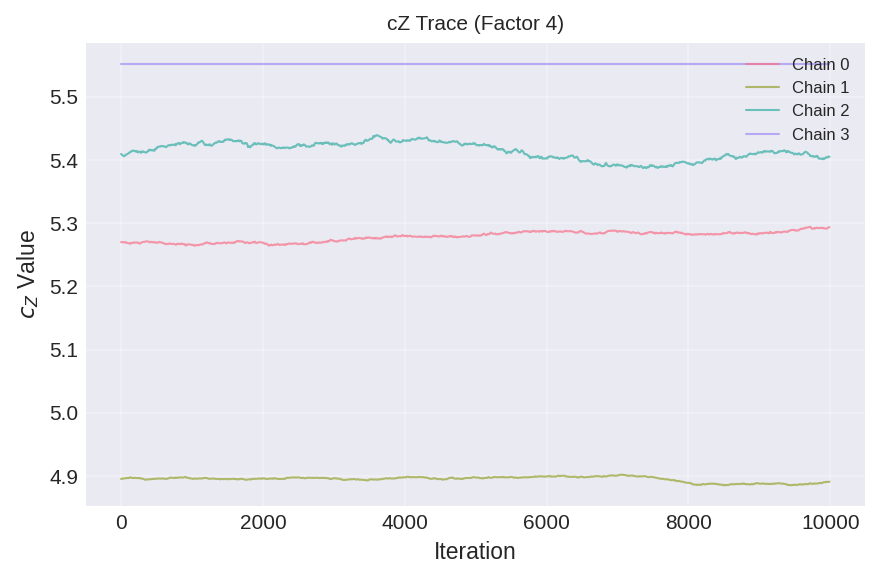 cZ Trace (Factor 4)
Chain 0
Chain 1
Chain 2
Chain 3
5.5
5.4
5.3
5.2
5.1
5.0
4.9
cZ Value
0 2000 4000 6000 8000 10000
Iteration